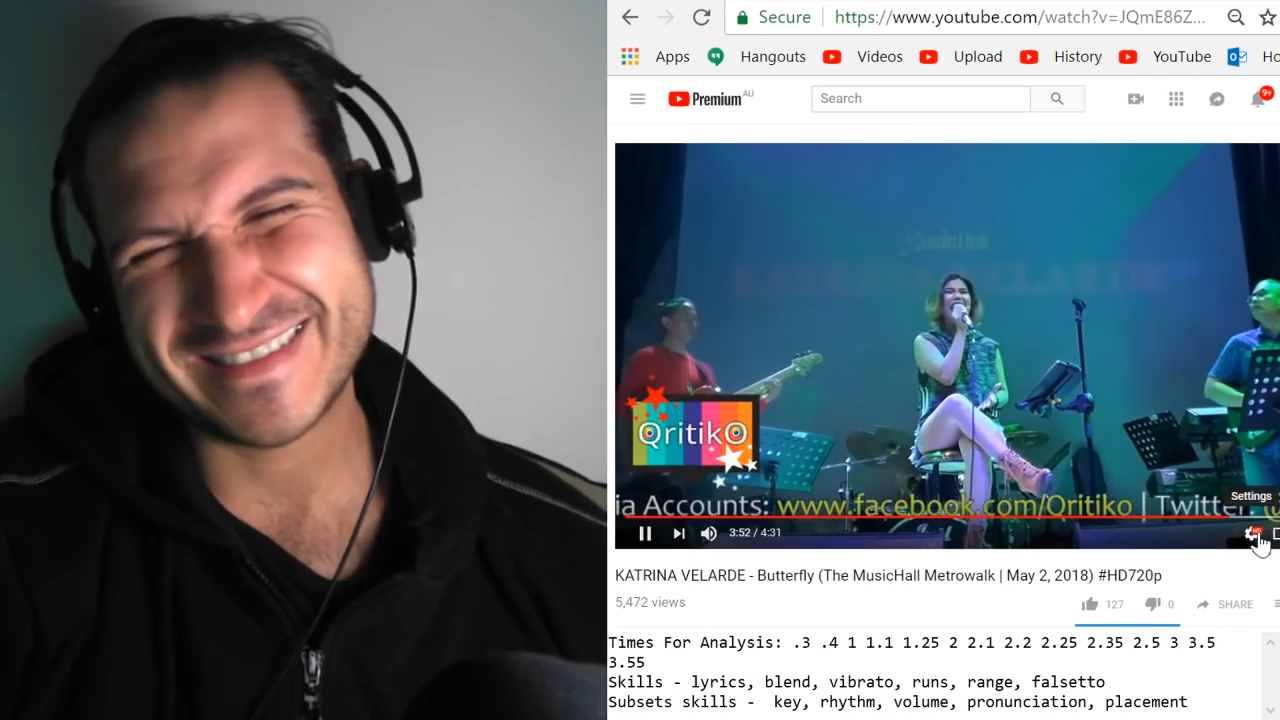 Secure https://www.youtube.com/watch?v=JQmE86Z...
Apps Hangouts Videos Upload History YouTube Ho
Premium AU Search 9+
QritikO
Settings
ia Accounts: www.facebook.com/Qritiko | Twitter
3:52 / 4:31
KATRINA VELARDE - Butterfly (The MusicHall Metrowalk | May 2, 2018) #HD720p
5,472 views
127 0 SHARE
Times For Analysis: .3 .4 1 1.1 1.25 2 2.1 2.2 2.25 2.35 2.5 3 3.5
3.55
Skills - lyrics, blend, vibrato, runs, range, falsetto
Subsets skills - key, rhythm, volume, pronunciation, placement